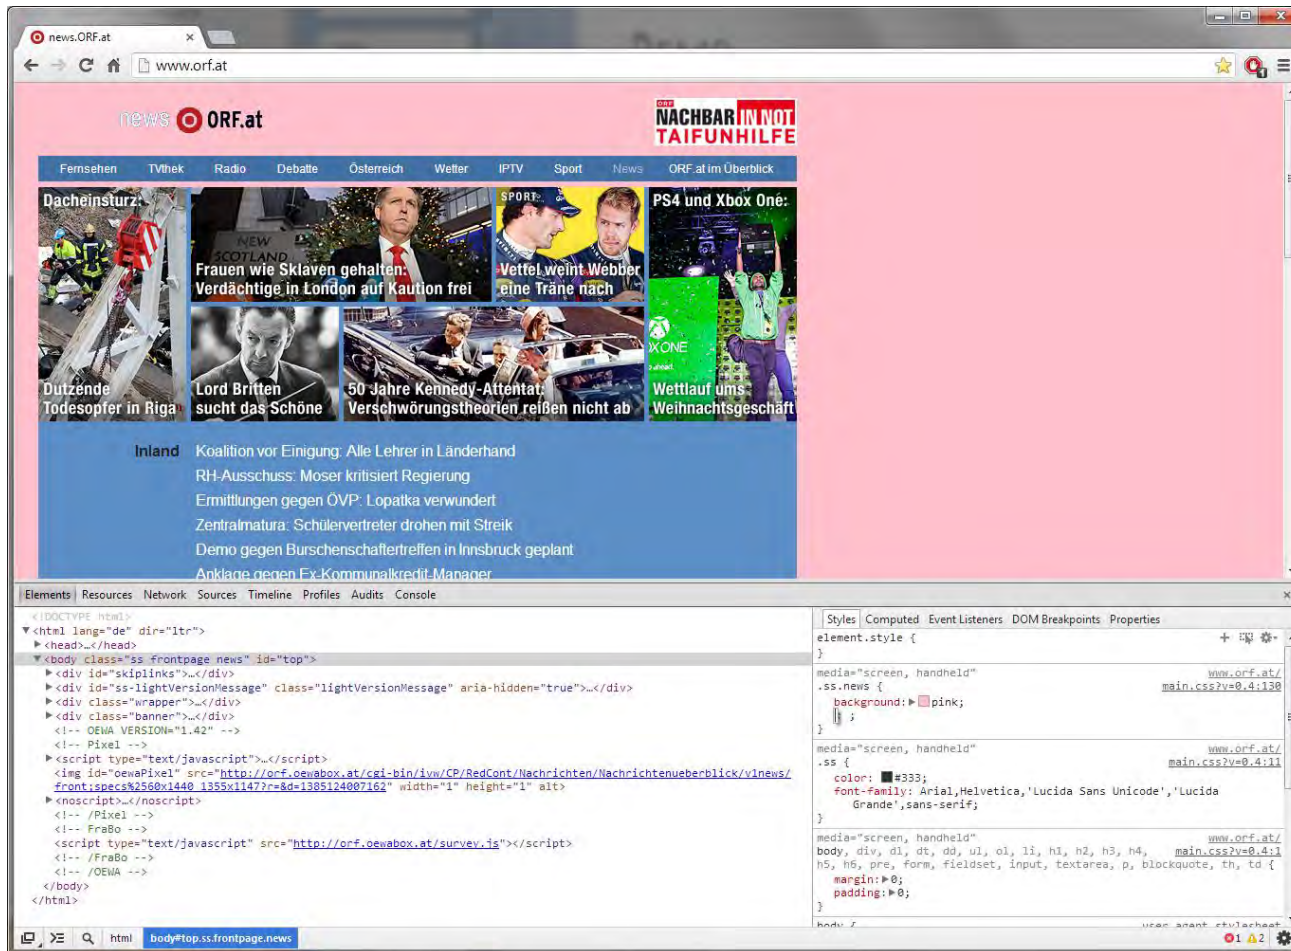 news.ORF.at
www.orf.at
news ORF.at
ORF
NACHBAR IN NOT
TAIFUNHILFE
Fernsehen TVthek Radio Debatte Österreich Wetter IPTV Sport News ORF.at im Überblick
Dacheinsturz:
Dutzende
Todesopfer in Riga
NEW
SCOTLAND
Frauen wie Sklaven gehalten:
Verdächtige in London auf Kaution frei
SPORT
Vettel weint Webber
eine Träne nach
PS4 und Xbox One:
XBOX ONE
Wettlauf ums
Weihnachtsgeschäft
Lord Britten
sucht das Schöne
50 Jahre Kennedy-Attentat:
Verschwörungstheorien reißen nicht ab
Inland Koalition vor Einigung: Alle Lehrer in Länderhand
RH-Ausschuss: Moser kritisiert Regierung
Ermittlungen gegen ÖVP: Lopatka verwundert
Zentralmatura: Schülervertreter drohen mit Streik
Demo gegen Burschenschaftertreffen in Innsbruck geplant
Anklage gegen Ex-Kommunalkredit-Manager
Elements Resources Network Sources Timeline Profiles Audits Console
<!DOCTYPE html>
<html lang="de" dir="ltr">
<head>…</head>
<body class="ss frontpage news" id="top">
<div id="skiplinks">…</div>
<div id="ss-lightVersionMessage" class="lightVersionMessage" aria-hidden="true">…</div>
<div class="wrapper">…</div>
<div class="banner">…</div>
<!-- OEWA VERSION="1.42" -->
<!-- Pixel -->
<script type="text/javascript">…</script>
<img id="oewaPixel" src="http://orf.oewabox.at/cgi-bin/ivw/CP/RedCont/Nachrichten/Nachrichtenueberblick/v1news/
front;specs%2560x1440_1355x1147?r=&d=1385124007162" width="1" height="1" alt>
<noscript>…</noscript>
<!-- /Pixel -->
<!-- FraBo -->
<script type="text/javascript" src="http://orf.oewabox.at/survey.js"></script>
<!-- /FraBo -->
<!-- /OEWA -->
</body>
</html>
Styles Computed Event Listeners DOM Breakpoints Properties
element.style {
}
media="screen, handheld" www.orf.at/
.ss.news { main.css?v=0.4:130
background: pink;
: ;
}
media="screen, handheld" www.orf.at/
.ss { main.css?v=0.4:11
color: #333;
font-family: Arial,Helvetica,'Lucida Sans Unicode','Lucida
Grande',sans-serif;
}
media="screen, handheld" www.orf.at/
body, div, dl, dt, dd, ul, ol, li, h1, h2, h3, h4, main.css?v=0.4:1
h5, h6, pre, form, fieldset, input, textarea, p, blockquote, th, td {
margin: 0;
padding: 0;
}
body { user agent stylesheet
html body#top.ss.frontpage.news 1 2